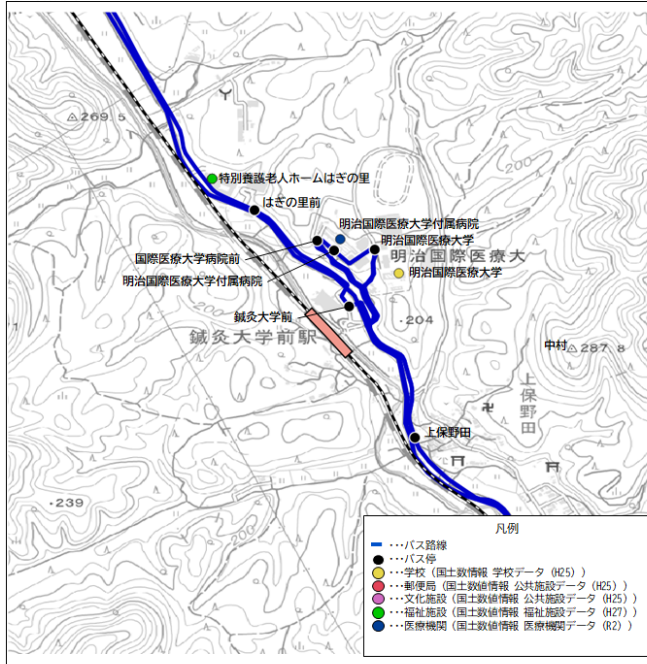 269.5
200
特別養護老人ホームはぎの里
はぎの里前
明治国際医療大学付属病院
明治国際医療大学
国際医療大学病院前
明治国際医療大
明治国際医療大学付属病院
明治国際医療大学
鍼灸大学前
・204
鍼灸大学前駅
中村
287.8
上保野田
上保野田
・239
200
凡例
・・・バス路線
・・・バス停
・・・学校（国土数値情報 学校データ（H25））
・・・郵便局（国土数値情報 公共施設データ（H25））
・・・文化施設（国土数値情報 公共施設データ（H25））
・・・福祉施設（国土数値情報 福祉施設データ（H27））
・・・医療機関（国土数値情報 医療機関データ（R2））